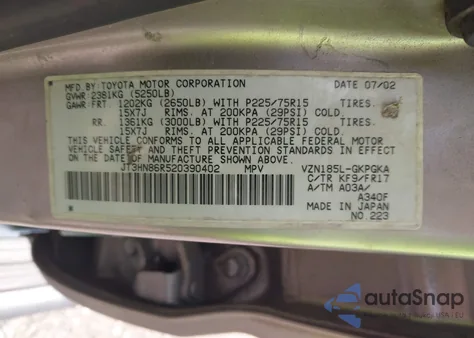 MFD. BY: TOYOTA MOTOR CORPORATION DATE 07/02
GVWR 2381KG (5250LB)
GAWR: FRT. 1202KG (2650LB) WITH P225/75R15 TIRES.
15X7J RIMS. AT 200KPA (29PSI) COLD.
RR. 1361KG (3000LB) WITH P225/75R15 TIRES.
15X7J RIMS. AT 200KPA (29PSI) COLD.
THIS VEHICLE CONFORMS TO ALL APPLICABLE FEDERAL MOTOR
VEHICLE SAFETY AND THEFT PREVENTION STANDARDS IN EFFECT ON
THE DATE OF MANUFACTURE SHOWN ABOVE.
JT3HN86R520390402 MPV VZN185L-GKPGKA
C/TR KF9/FR17
A/TM A03A/
A340F
MADE IN JAPAN
NO.223
autoSnap